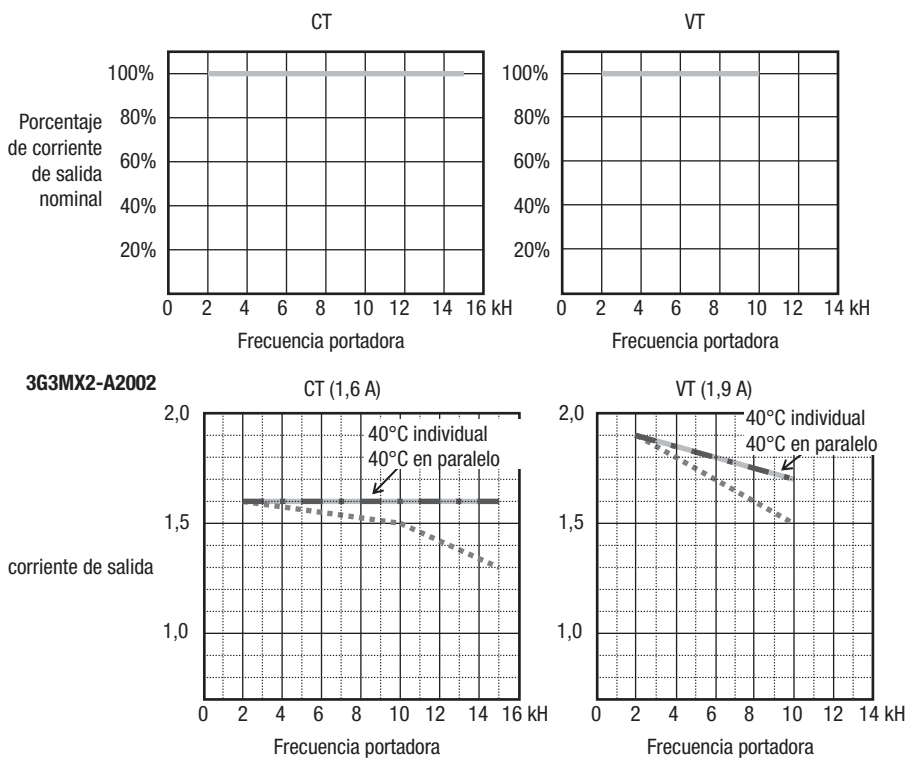 CT
100%
80%
60%
40%
20%
Porcentaje
de corriente
de salida
nominal
0 2 4 6 8 10 12 14 16 kH
Frecuencia portadora
VT
100%
80%
60%
40%
20%
0 2 4 6 8 10 12 14 kH
Frecuencia portadora
3G3MX2-A2002
CT (1,6 A)
2,0
1,5
1,0
40°C individual
40°C en paralelo
corriente de salida
0 2 4 6 8 10 12 14 16 kH
Frecuencia portadora
VT (1,9 A)
2,0
1,5
1,0
40°C individual
40°C en paralelo
0 2 4 6 8 10 12 14 kH
Frecuencia portadora